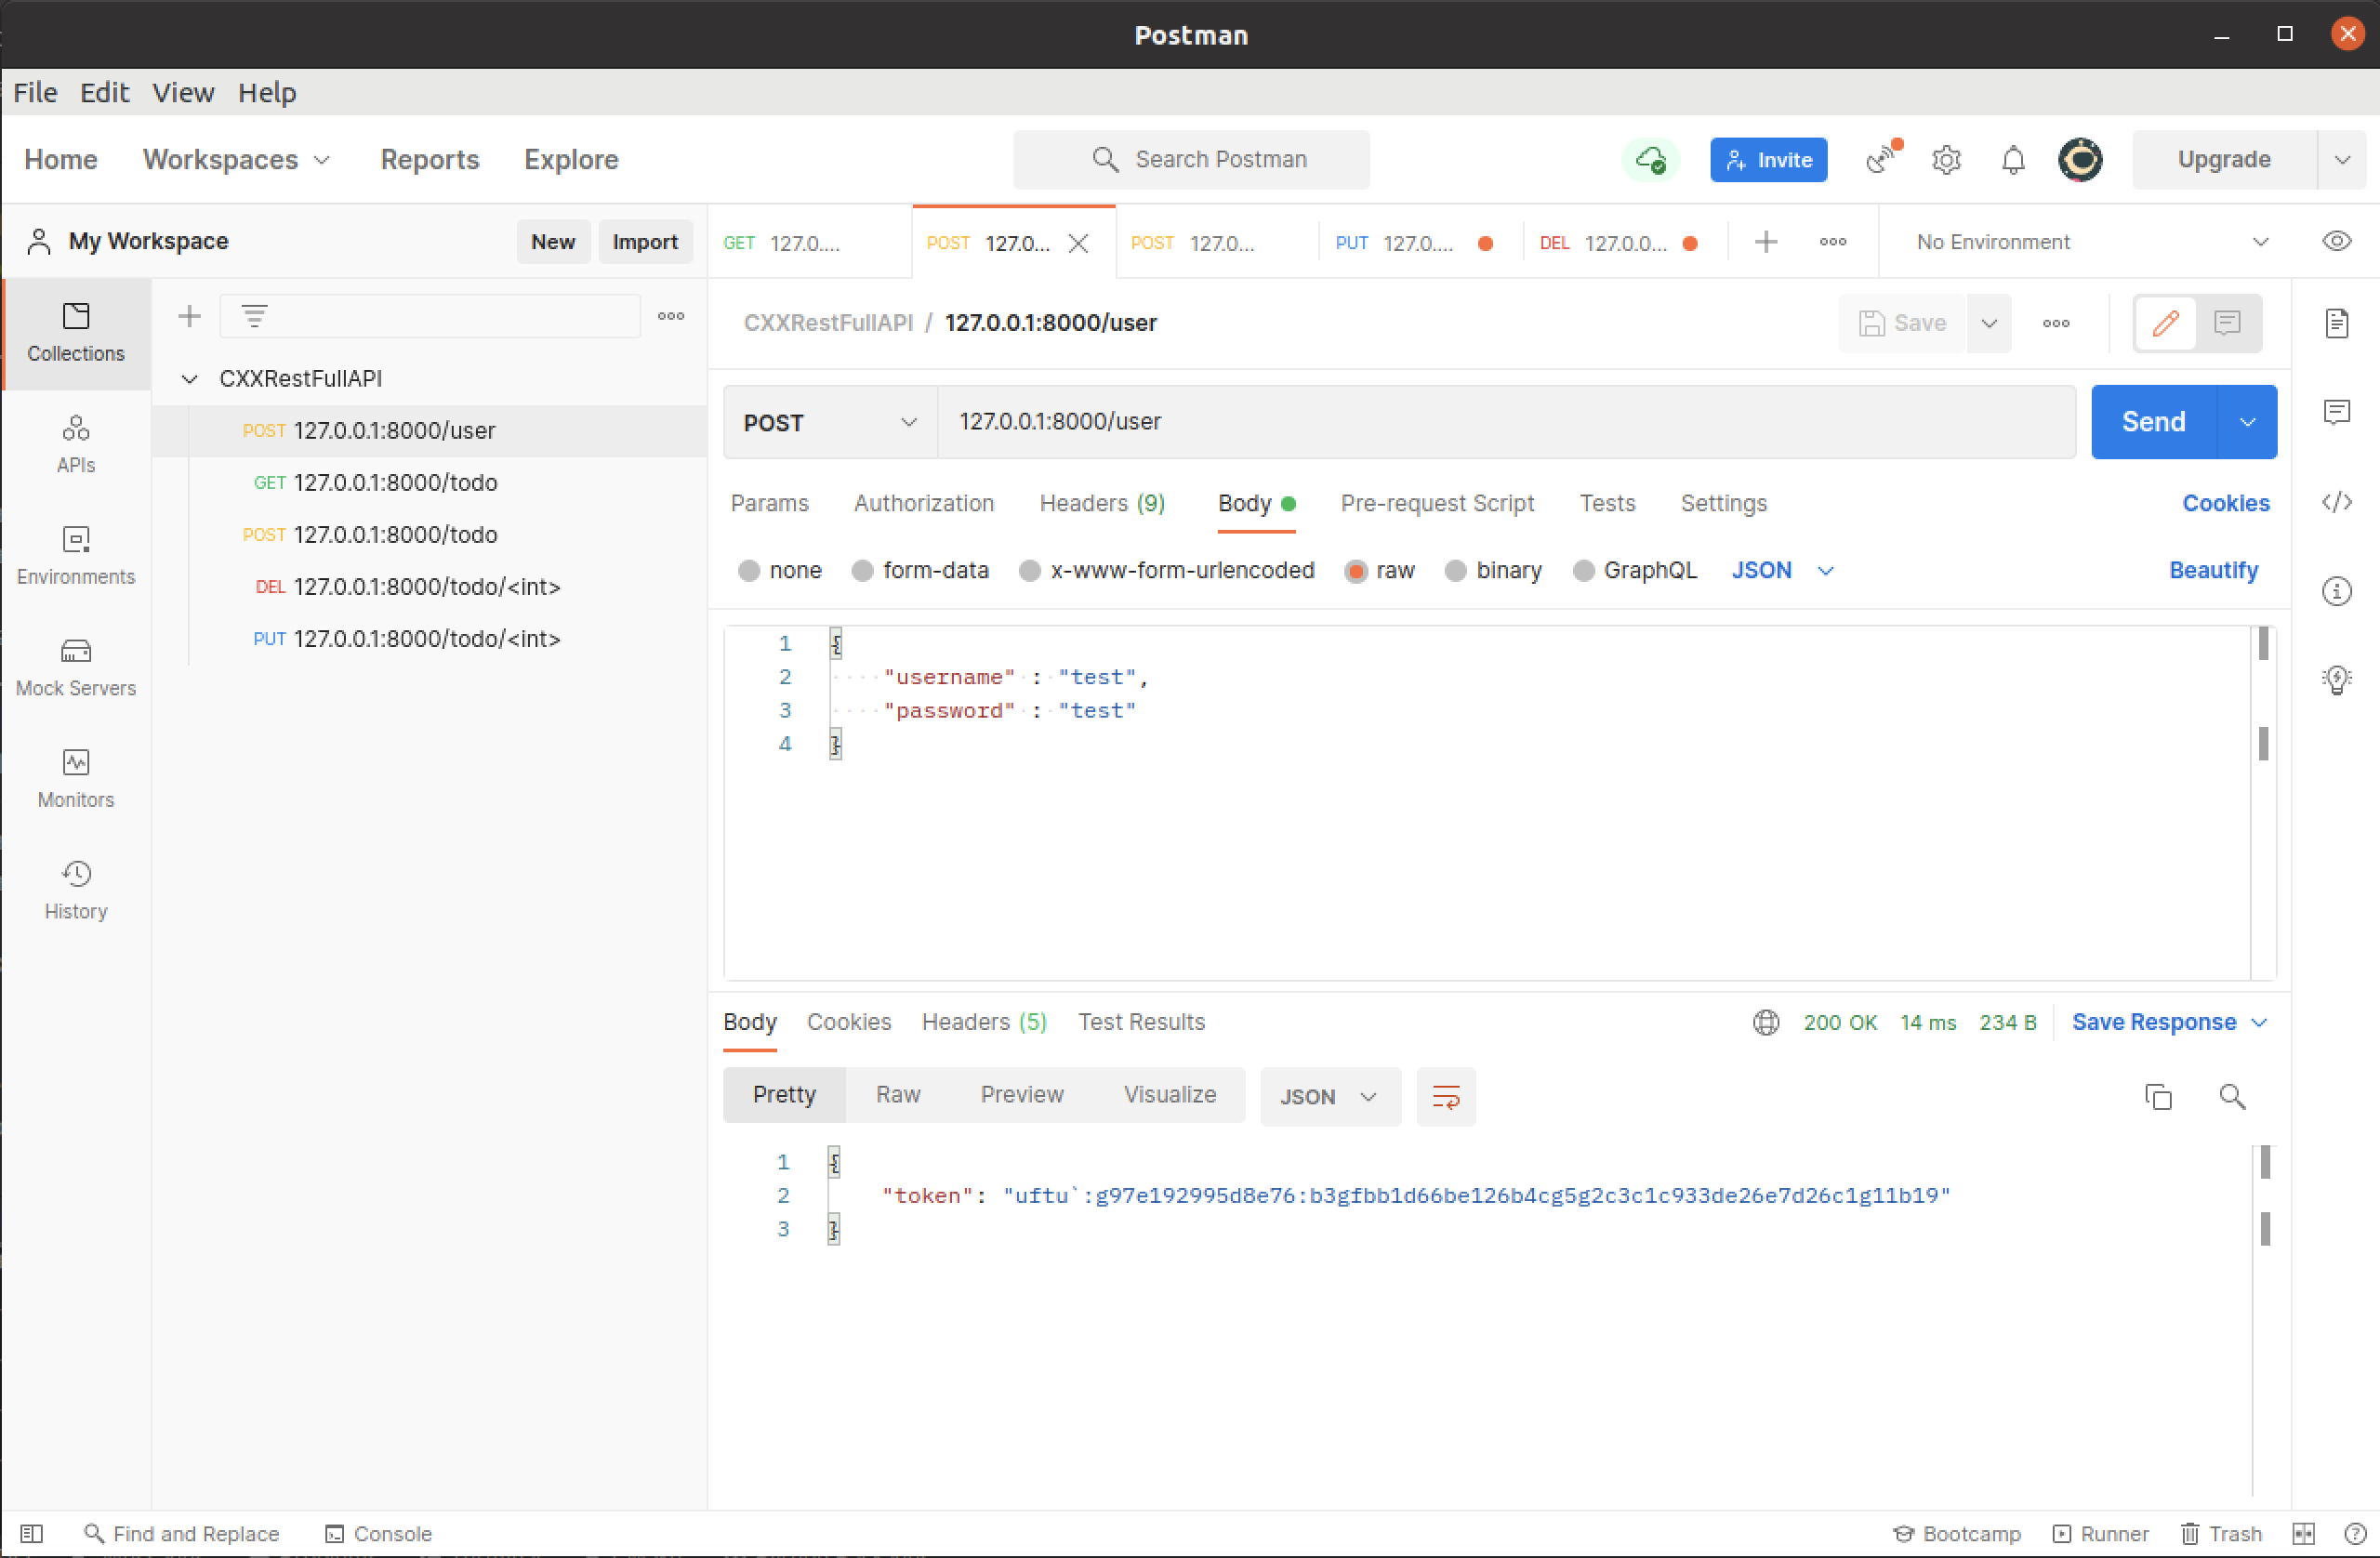 Postman
File Edit View Help
Home Workspaces Reports Explore Search Postman Invite Upgrade
My Workspace New Import GET 127.0.... POST 127.0... POST 127.0... PUT 127.0.... DEL 127.0.0... No Environment
Collections
APIs
Environments
Mock Servers
Monitors
History
CXXRestFullAPI
POST 127.0.0.1:8000/user
GET 127.0.0.1:8000/todo
POST 127.0.0.1:8000/todo
DEL 127.0.0.1:8000/todo/<int>
PUT 127.0.0.1:8000/todo/<int>
CXXRestFullAPI / 127.0.0.1:8000/user Save
POST 127.0.0.1:8000/user Send
Params Authorization Headers (9) Body Pre-request Script Tests Settings Cookies
none form-data x-www-form-urlencoded raw binary GraphQL JSON Beautify
1 {
2 "username" : "test",
3 "password" : "test"
4 }
Body Cookies Headers (5) Test Results 200 OK 14 ms 234 B Save Response
Pretty Raw Preview Visualize JSON
1 {
2 "token": "uftu`:g97e192995d8e76:b3gfbb1d66be126b4cg5g2c3c1c933de26e7d26c1g11b19"
3 }
Find and Replace Console Bootcamp Runner Trash